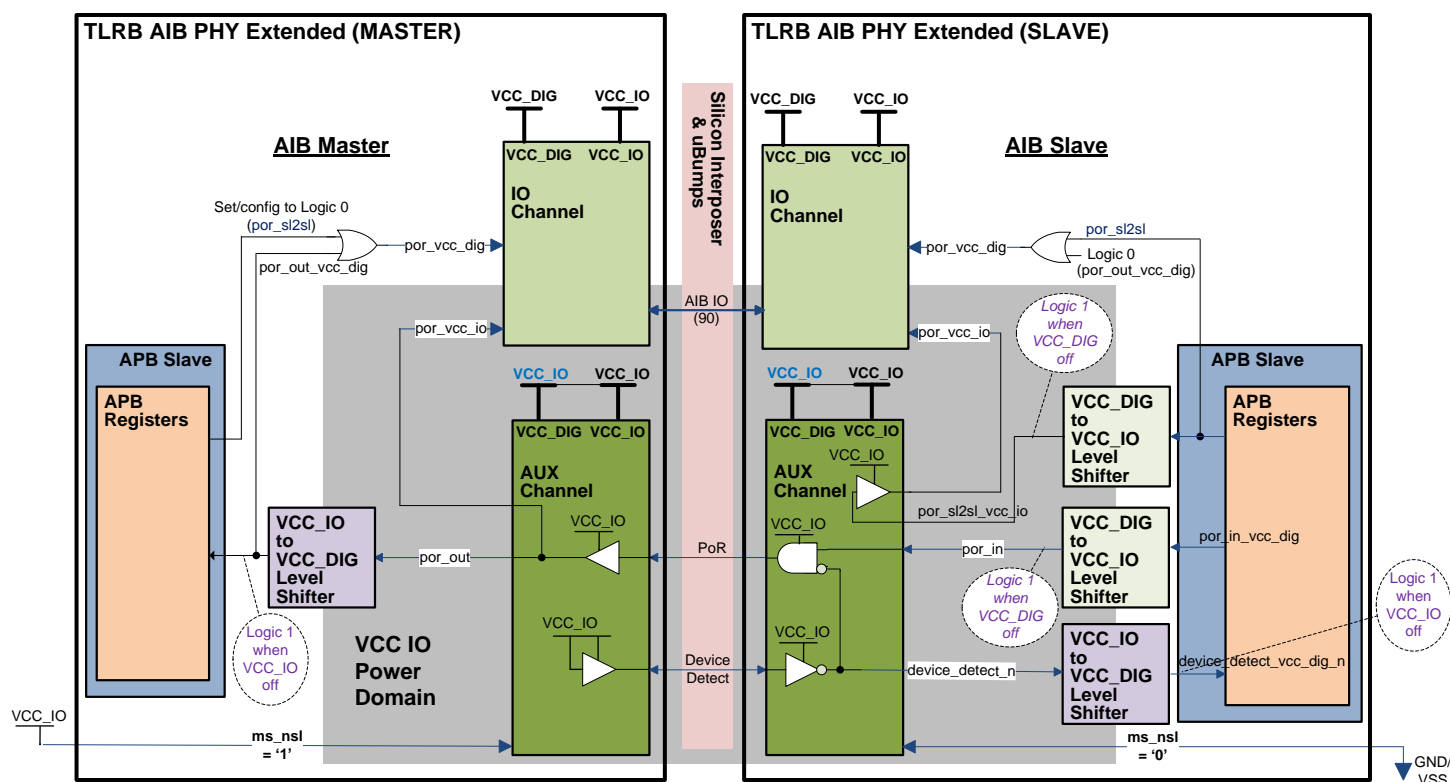 TLRB AIB PHY Extended (MASTER)
AIB Master
VCC_DIG
VCC_IO
VCC_DIG
VCC_IO
IO
Channel
Set/config to Logic 0
(por_sl2sl)
por_out_vcc_dig
por_vcc_dig
por_vcc_io
APB Slave
APB
Registers
VCC_IO
VCC_IO
VCC_DIG
VCC_IO
AUX
Channel
VCC_IO
VCC_IO
to
VCC_DIG
Level
Shifter
por_out
Logic 1
when
VCC_IO
off
VCC IO
Power
Domain
VCC_IO
VCC_IO
ms_nsl
= ‘1’
Silicon Interposer
& uBumps
AIB IO
(90)
PoR
Device
Detect
TLRB AIB PHY Extended (SLAVE)
AIB Slave
VCC_DIG
VCC_IO
VCC_DIG
VCC_IO
IO
Channel
por_vcc_dig
por_sl2sl
Logic 0
(por_out_vcc_dig)
por_vcc_io
Logic 1
when
VCC_DIG
off
APB Slave
APB
Registers
VCC_IO
VCC_IO
VCC_DIG
VCC_IO
AUX
Channel
VCC_IO
por_sl2sl_vcc_io
VCC_DIG
to
VCC_IO
Level
Shifter
VCC_IO
por_in
VCC_DIG
to
VCC_IO
Level
Shifter
por_in_vcc_dig
Logic 1
when
VCC_DIG
off
Logic 1
when
VCC_IO
off
VCC_IO
device_detect_n
VCC_IO
to
VCC_DIG
Level
Shifter
device_detect_vcc_dig_n
ms_nsl
= ‘0’
GND/
VSS